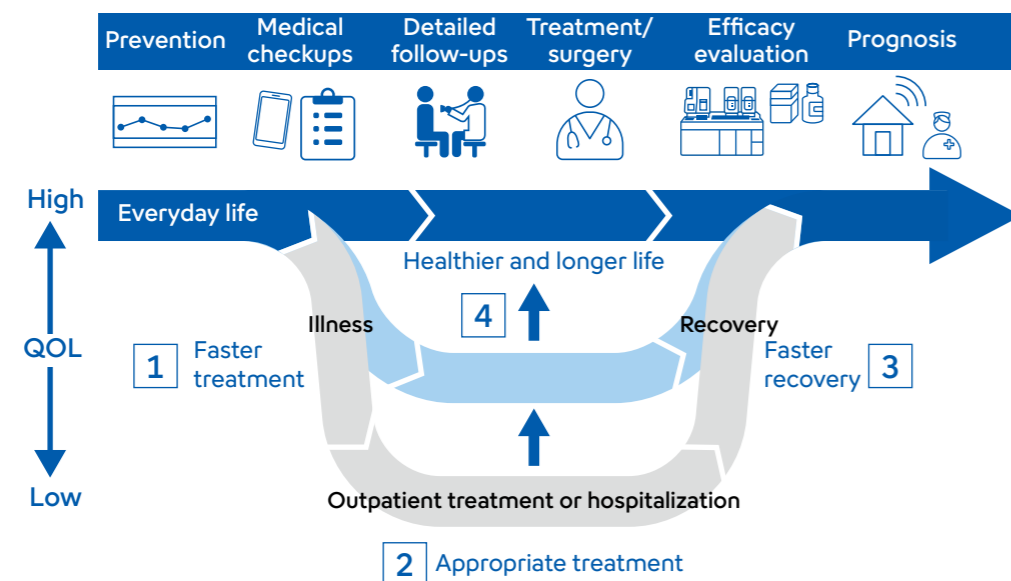 Prevention
Medical
checkups
Detailed
follow-ups
Treatment/
surgery
Efficacy
evaluation
Prognosis
High
Everyday life
Healthier and longer life
4
Illness
Recovery
QOL
1
Faster
treatment
Faster
recovery
3
Low
Outpatient treatment or hospitalization
2
Appropriate treatment